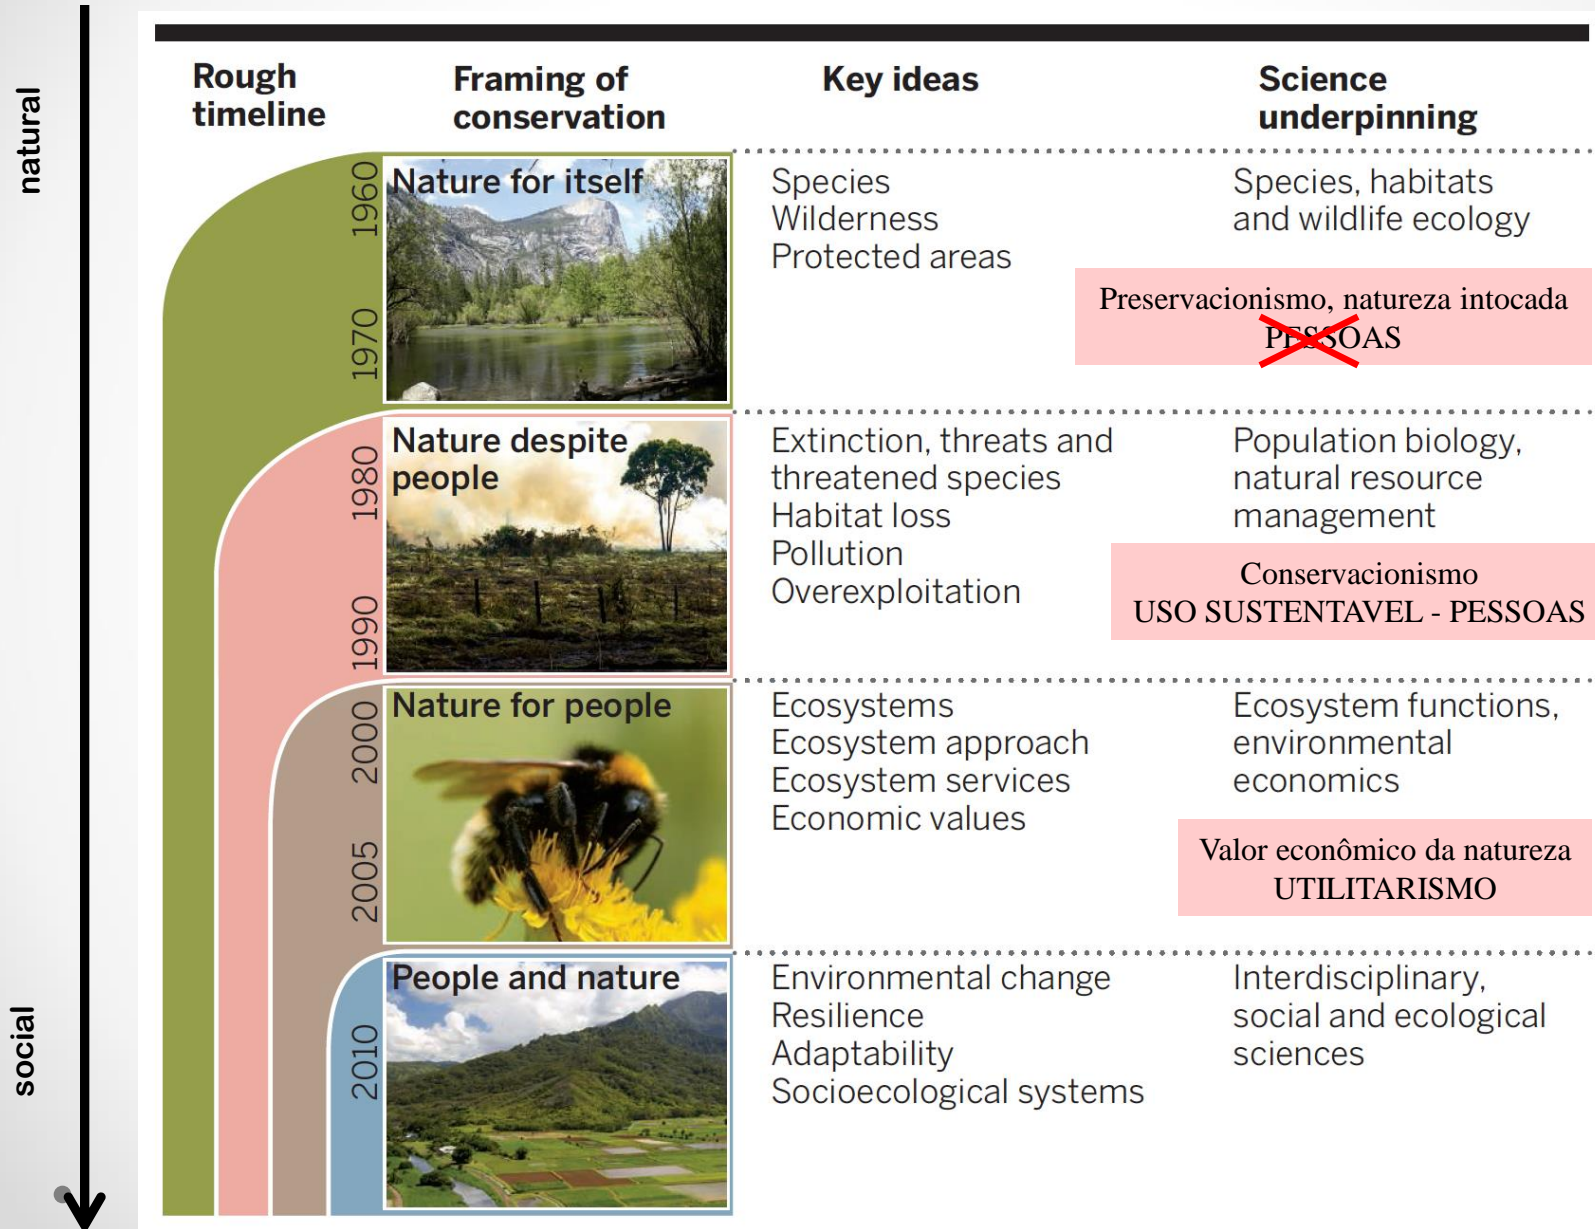 natural
social
Rough
timeline
Framing of
conservation
Key ideas
Science
underpinning
1960
1970
Nature for itself
Species
Wilderness
Protected areas
Species, habitats
and wildlife ecology
Preservacionismo, natureza intocada
PESSOAS
1980
1990
Nature despite
people
Extinction, threats and
threatened species
Habitat loss
Pollution
Overexploitation
Population biology,
natural resource
management
Conservacionismo
USO SUSTENTAVEL - PESSOAS
2000
2005
Nature for people
Ecosystems
Ecosystem approach
Ecosystem services
Economic values
Ecosystem functions,
environmental
economics
Valor econômico da natureza
UTILITARISMO
2010
People and nature
Environmental change
Resilience
Adaptability
Socioecological systems
Interdisciplinary,
social and ecological
sciences